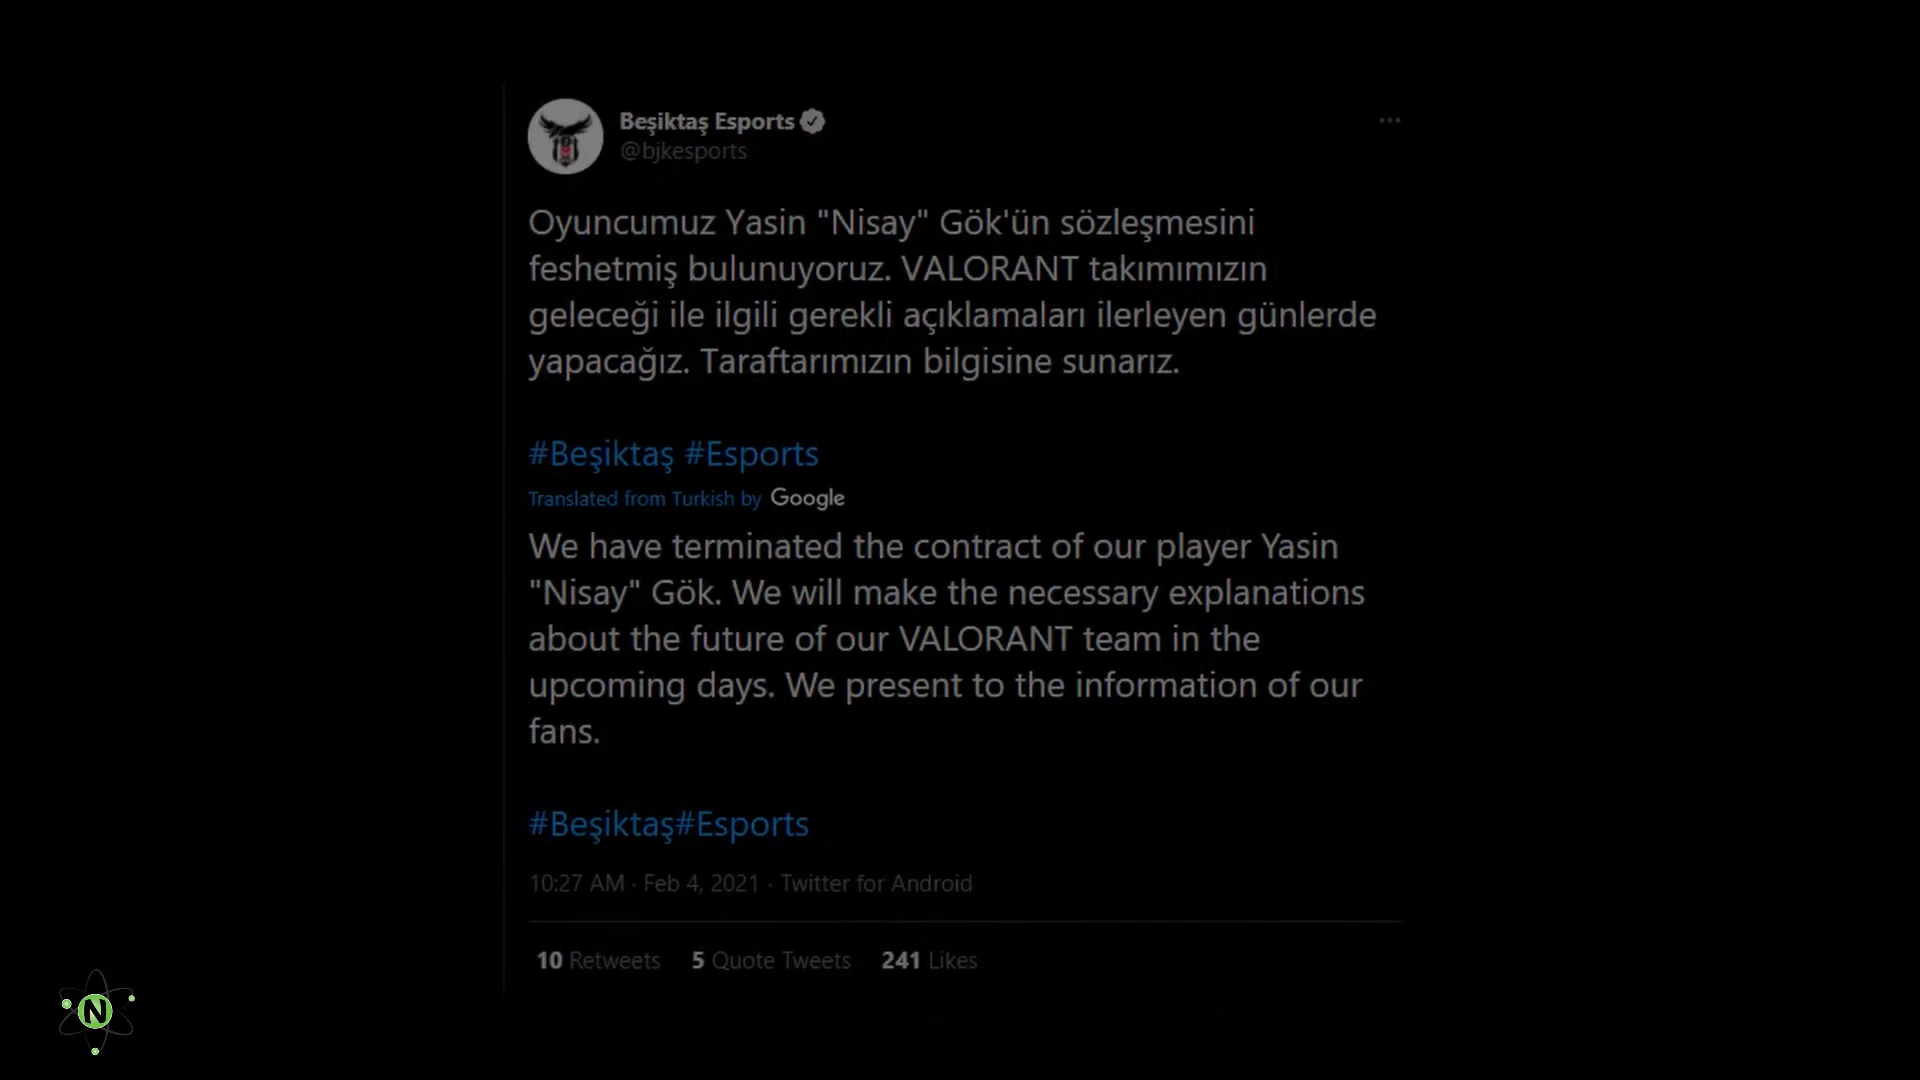 Beşiktaş Esports
@bjkesports
Oyuncumuz Yasin "Nisay" Gök'ün sözleşmesini
feshetmiş bulunuyoruz. VALORANT takımımızın
geleceği ile ilgili gerekli açıklamaları ilerleyen günlerde
yapacağız. Taraftarımızın bilgisine sunarız.
#Beşiktaş #Esports
Translated from Turkish by Google
We have terminated the contract of our player Yasin
"Nisay" Gök. We will make the necessary explanations
about the future of our VALORANT team in the
upcoming days. We present to the information of our
fans.
#Beşiktaş#Esports
10:27 AM · Feb 4, 2021 · Twitter for Android
10 Retweets 5 Quote Tweets 241 Likes
N